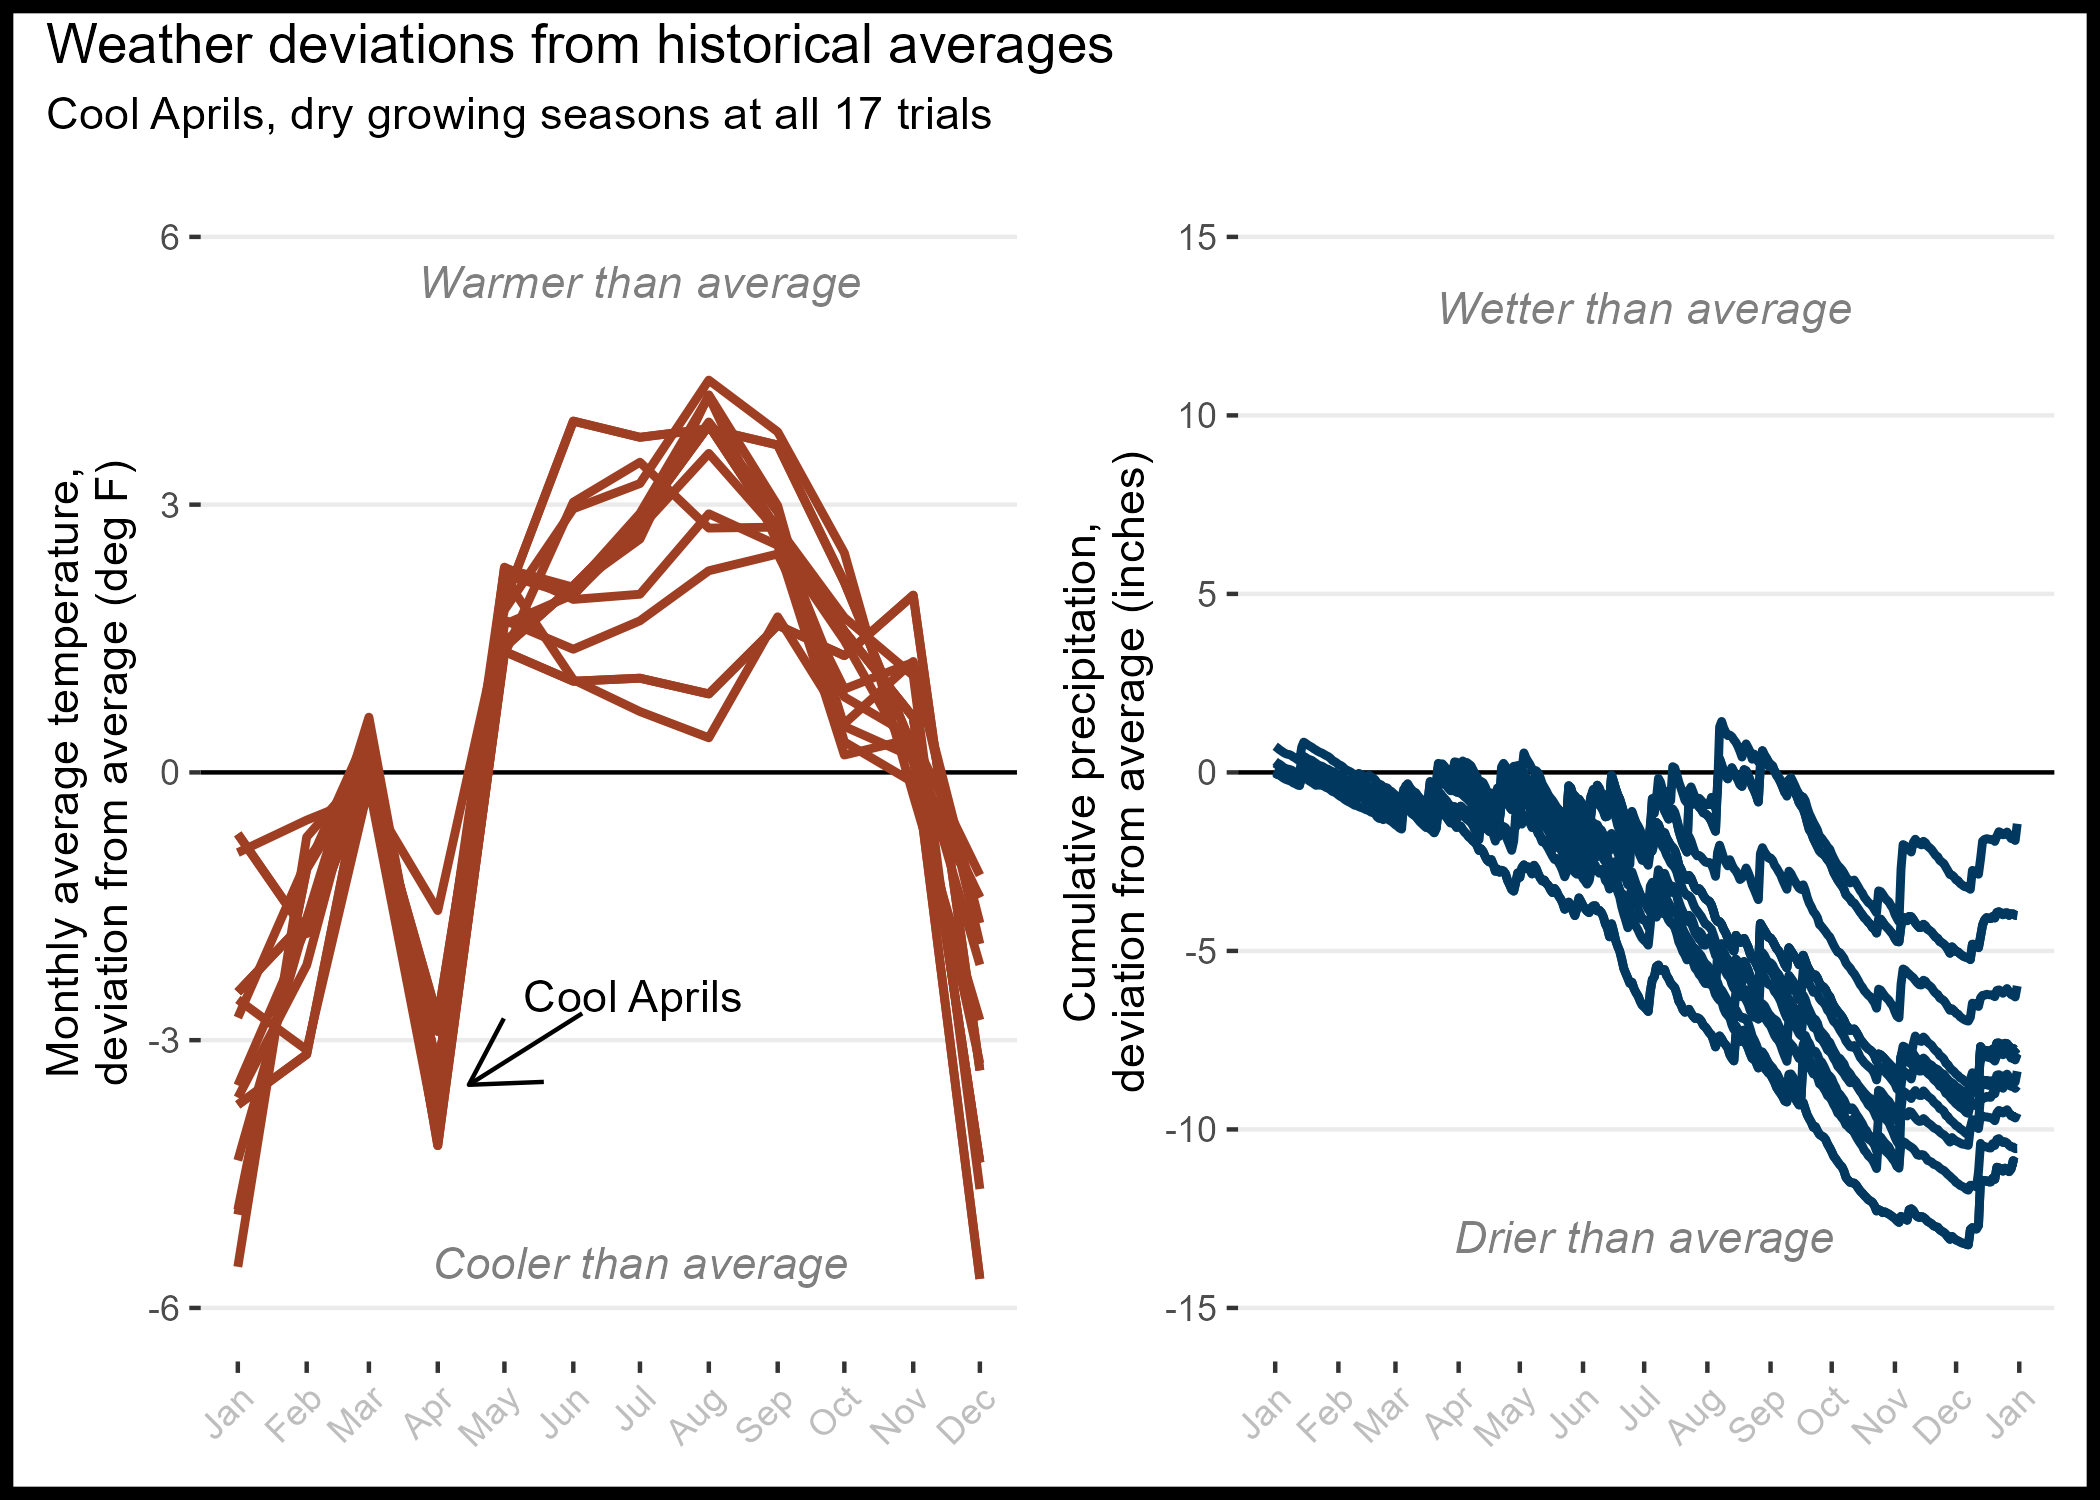 Weather deviations from historical averages
Cool Aprils, dry growing seasons at all 17 trials
Monthly average temperature,
deviation from average (deg F)
6
3
0
-3
-6
Warmer than average
Cool Aprils
Cooler than average
Jan Feb Mar Apr May Jun Jul Aug Sep Oct Nov Dec
Cumulative precipitation,
deviation from average (inches)
15
10
5
0
-5
-10
-15
Wetter than average
Drier than average
Jan Feb Mar Apr May Jun Jul Aug Sep Oct Nov Dec Jan